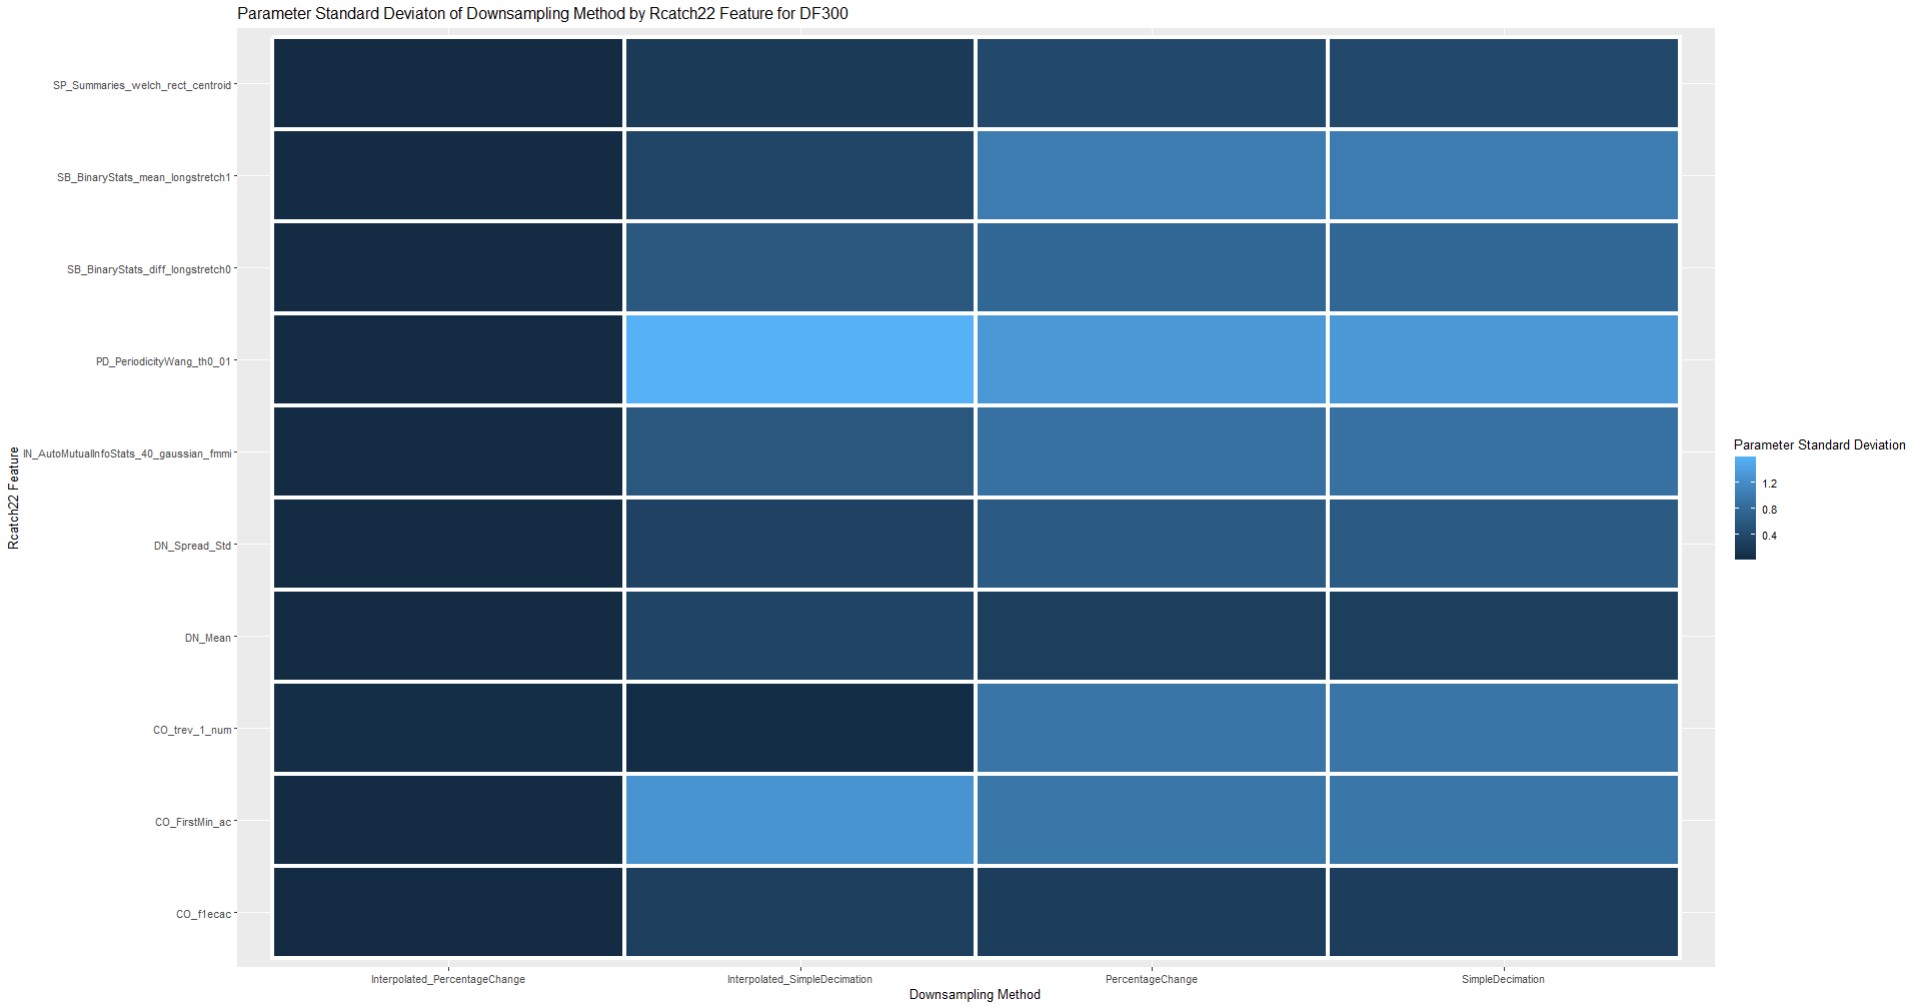 Parameter Standard Deviaton of Downsampling Method by Rcatch22 Feature for DF300
SP_Summaries_welch_rect_centroid
SB_BinaryStats_mean_longstretch1
SB_BinaryStats_diff_longstretch0
PD_PeriodicityWang_th0_01
IN_AutoMutualInfoStats_40_gaussian_fmmi
DN_Spread_Std
DN_Mean
CO_trev_1_num
CO_FirstMin_ac
CO_f1ecac
Rcatch22 Feature
Interpolated_PercentageChange
Interpolated_SimpleDecimation
PercentageChange
SimpleDecimation
Downsampling Method
Parameter Standard Deviation
1.2
0.8
0.4